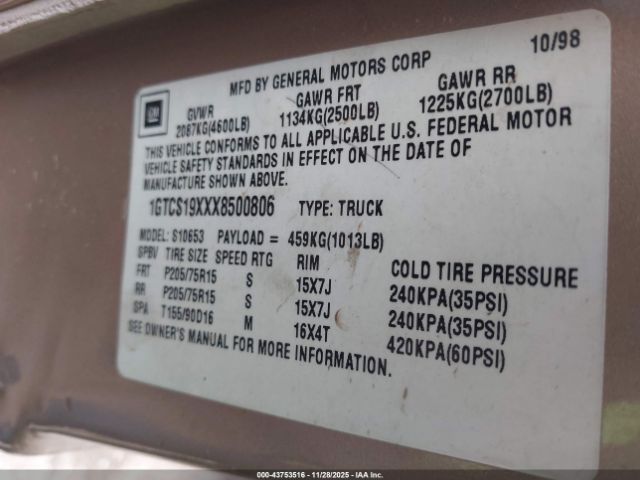 10/98
MFD BY GENERAL MOTORS CORP
GM
GVWR GAWR FRT GAWR RR
2087KG(4600LB) 1134KG(2500LB) 1225KG(2700LB)
THIS VEHICLE CONFORMS TO ALL APPLICABLE U.S. FEDERAL MOTOR
VEHICLE SAFETY STANDARDS IN EFFECT ON THE DATE OF
MANUFACTURE SHOWN ABOVE.
1GTCS19XXX8500806 TYPE: TRUCK
MODEL: S10653 PAYLOAD = 459KG(1013LB)
SPBV TIRE SIZE SPEED RTG RIM COLD TIRE PRESSURE
FRT P205/75R15 S 15X7J 240KPA(35PSI)
RR P205/75R15 S 15X7J 240KPA(35PSI)
SPA T155/90D16 M 16X4T 420KPA(60PSI)
SEE OWNER'S MANUAL FOR MORE INFORMATION.
000-43753516 | 11/28/2025 | IAA Inc.